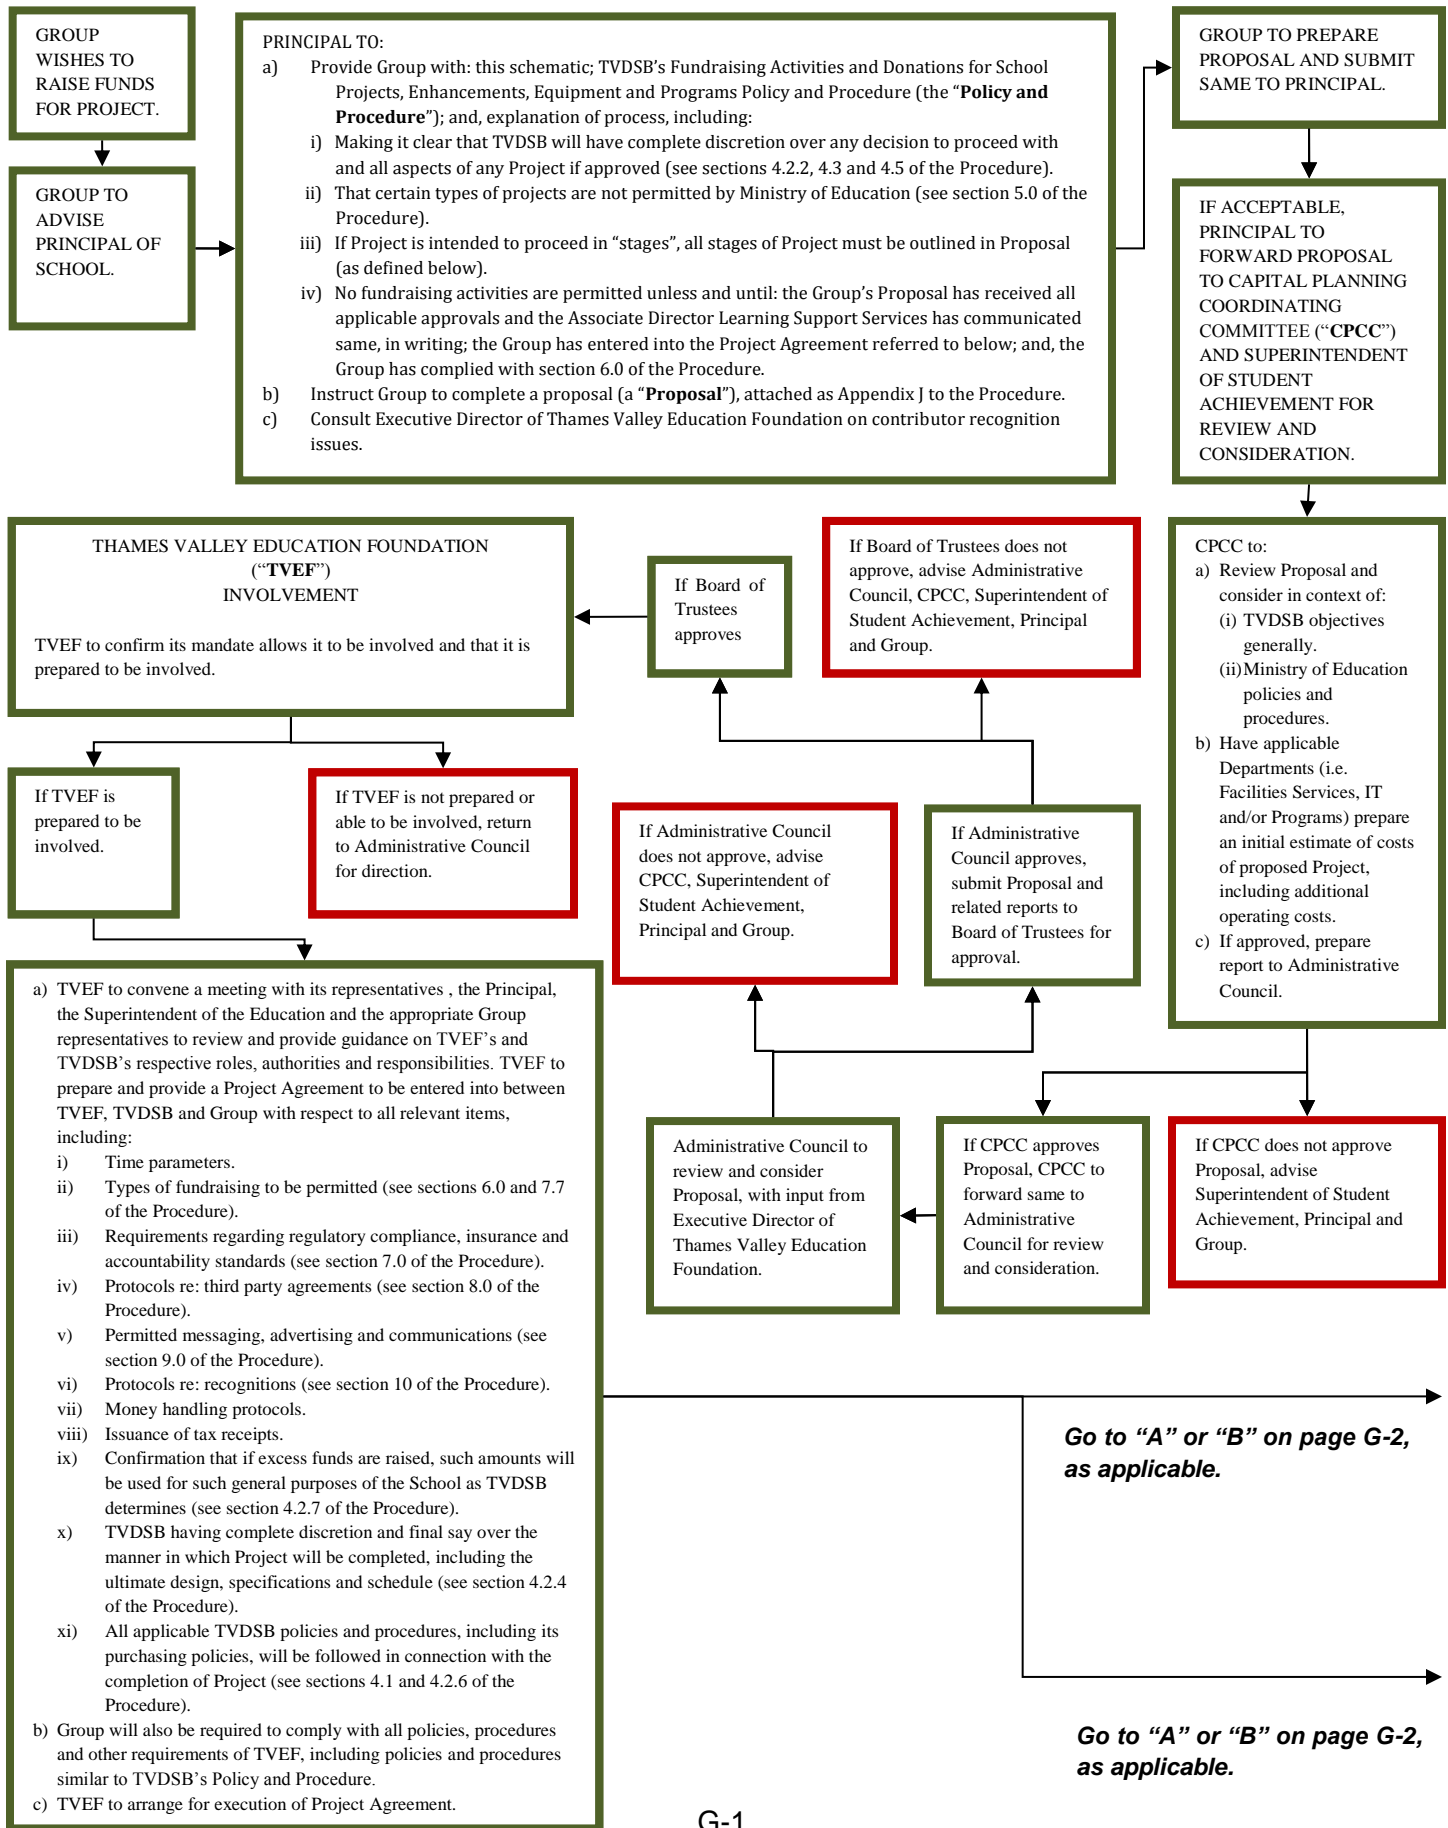 GROUP
WISHES TO
RAISE FUNDS
FOR PROJECT.
GROUP TO
ADVISE
PRINCIPAL OF
SCHOOL.
PRINCIPAL TO:
a) Provide Group with: this schematic; TVDSB’s Fundraising Activities and Donations for School
Projects, Enhancements, Equipment and Programs Policy and Procedure (the “Policy and
Procedure”); and, explanation of process, including:
i) Making it clear that TVDSB will have complete discretion over any decision to proceed with
and all aspects of any Project if approved (see sections 4.2.2, 4.3 and 4.5 of the Procedure).
ii) That certain types of projects are not permitted by Ministry of Education (see section 5.0 of the
Procedure).
iii) If Project is intended to proceed in “stages”, all stages of Project must be outlined in Proposal
(as defined below).
iv) No fundraising activities are permitted unless and until: the Group’s Proposal has received all
applicable approvals and the Associate Director Learning Support Services has communicated
same, in writing; the Group has entered into the Project Agreement referred to below; and, the
Group has complied with section 6.0 of the Procedure.
b) Instruct Group to complete a proposal (a “Proposal”), attached as Appendix J to the Procedure.
c) Consult Executive Director of Thames Valley Education Foundation on contributor recognition
issues.
GROUP TO PREPARE
PROPOSAL AND SUBMIT
SAME TO PRINCIPAL.
IF ACCEPTABLE,
PRINCIPAL TO
FORWARD PROPOSAL
TO CAPITAL PLANNING
COORDINATING
COMMITTEE (“CPCC”)
AND SUPERINTENDENT
OF STUDENT
ACHIEVEMENT FOR
REVIEW AND
CONSIDERATION.
CPCC to:
a) Review Proposal and
consider in context of:
(i) TVDSB objectives
generally.
(ii)Ministry of Education
policies and
procedures.
b) Have applicable
Departments (i.e.
Facilities Services, IT
and/or Programs) prepare
an initial estimate of costs
of proposed Project,
including additional
operating costs.
c) If approved, prepare
report to Administrative
Council.
If CPCC approves
Proposal, CPCC to
forward same to
Administrative
Council for review
and consideration.
If CPCC does not approve
Proposal, advise
Superintendent of Student
Achievement, Principal and
Group.
Administrative Council to
review and consider
Proposal, with input from
Executive Director of
Thames Valley Education
Foundation.
If Administrative Council
does not approve, advise
CPCC, Superintendent of
Student Achievement,
Principal and Group.
If Administrative
Council approves,
submit Proposal and
related reports to
Board of Trustees for
approval.
If Board of
Trustees
approves
If Board of Trustees does not
approve, advise Administrative
Council, CPCC, Superintendent of
Student Achievement, Principal
and Group.
THAMES VALLEY EDUCATION FOUNDATION
(“TVEF”)
INVOLVEMENT
TVEF to confirm its mandate allows it to be involved and that it is
prepared to be involved.
If TVEF is
prepared to be
involved.
If TVEF is not prepared or
able to be involved, return
to Administrative Council
for direction.
a) TVEF to convene a meeting with its representatives , the Principal,
the Superintendent of the Education and the appropriate Group
representatives to review and provide guidance on TVEF’s and
TVDSB’s respective roles, authorities and responsibilities. TVEF to
prepare and provide a Project Agreement to be entered into between
TVEF, TVDSB and Group with respect to all relevant items,
including:
i) Time parameters.
ii) Types of fundraising to be permitted (see sections 6.0 and 7.7
of the Procedure).
iii) Requirements regarding regulatory compliance, insurance and
accountability standards (see section 7.0 of the Procedure).
iv) Protocols re: third party agreements (see section 8.0 of the
Procedure).
v) Permitted messaging, advertising and communications (see
section 9.0 of the Procedure).
vi) Protocols re: recognitions (see section 10 of the Procedure).
vii) Money handling protocols.
viii) Issuance of tax receipts.
ix) Confirmation that if excess funds are raised, such amounts will
be used for such general purposes of the School as TVDSB
determines (see section 4.2.7 of the Procedure).
x) TVDSB having complete discretion and final say over the
manner in which Project will be completed, including the
ultimate design, specifications and schedule (see section 4.2.4
of the Procedure).
xi) All applicable TVDSB policies and procedures, including its
purchasing policies, will be followed in connection with the
completion of Project (see sections 4.1 and 4.2.6 of the
Procedure).
b) Group will also be required to comply with all policies, procedures
and other requirements of TVEF, including policies and procedures
similar to TVDSB’s Policy and Procedure.
c) TVEF to arrange for execution of Project Agreement.
Go to “A” or “B” on page G-2,
as applicable.
Go to “A” or “B” on page G-2,
as applicable.
G-1